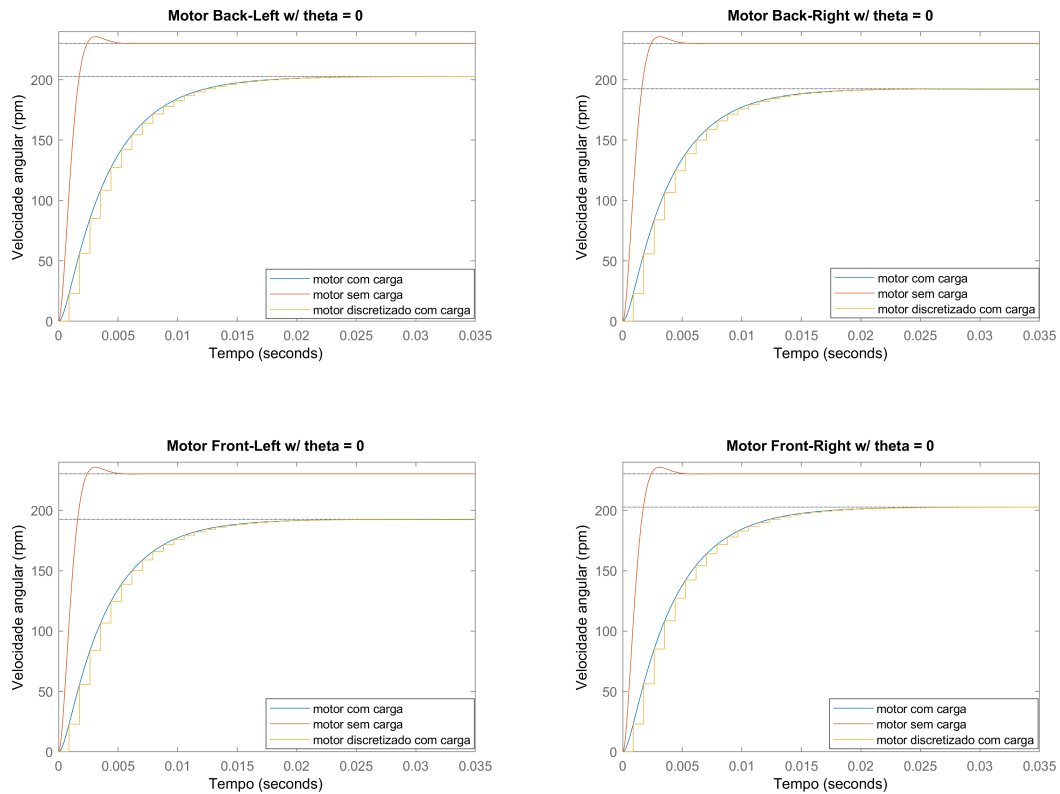 Motor Back-Left w/ theta = 0
Velocidade angular (rpm)
200
150
100
50
0
motor com carga
motor sem carga
motor discretizado com carga
0 0.005 0.01 0.015 0.02 0.025 0.03 0.035
Tempo (seconds)
Motor Back-Right w/ theta = 0
Velocidade angular (rpm)
200
150
100
50
0
motor com carga
motor sem carga
motor discretizado com carga
0 0.005 0.01 0.015 0.02 0.025 0.03 0.035
Tempo (seconds)
Motor Front-Left w/ theta = 0
Velocidade angular (rpm)
200
150
100
50
0
motor com carga
motor sem carga
motor discretizado com carga
0 0.005 0.01 0.015 0.02 0.025 0.03 0.035
Tempo (seconds)
Motor Front-Right w/ theta = 0
Velocidade angular (rpm)
200
150
100
50
0
motor com carga
motor sem carga
motor discretizado com carga
0 0.005 0.01 0.015 0.02 0.025 0.03 0.035
Tempo (seconds)